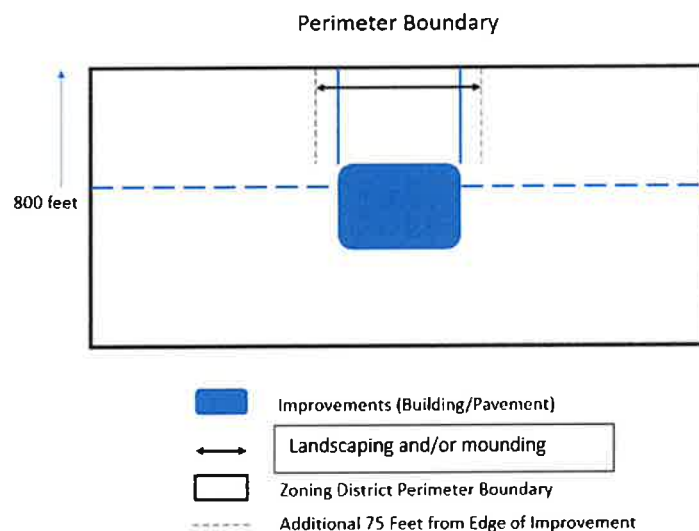 Perimeter Boundary
800 feet
Improvements (Building/Pavement)
Landscaping and/or mounding
Zoning District Perimeter Boundary
Additional 75 Feet from Edge of Improvement